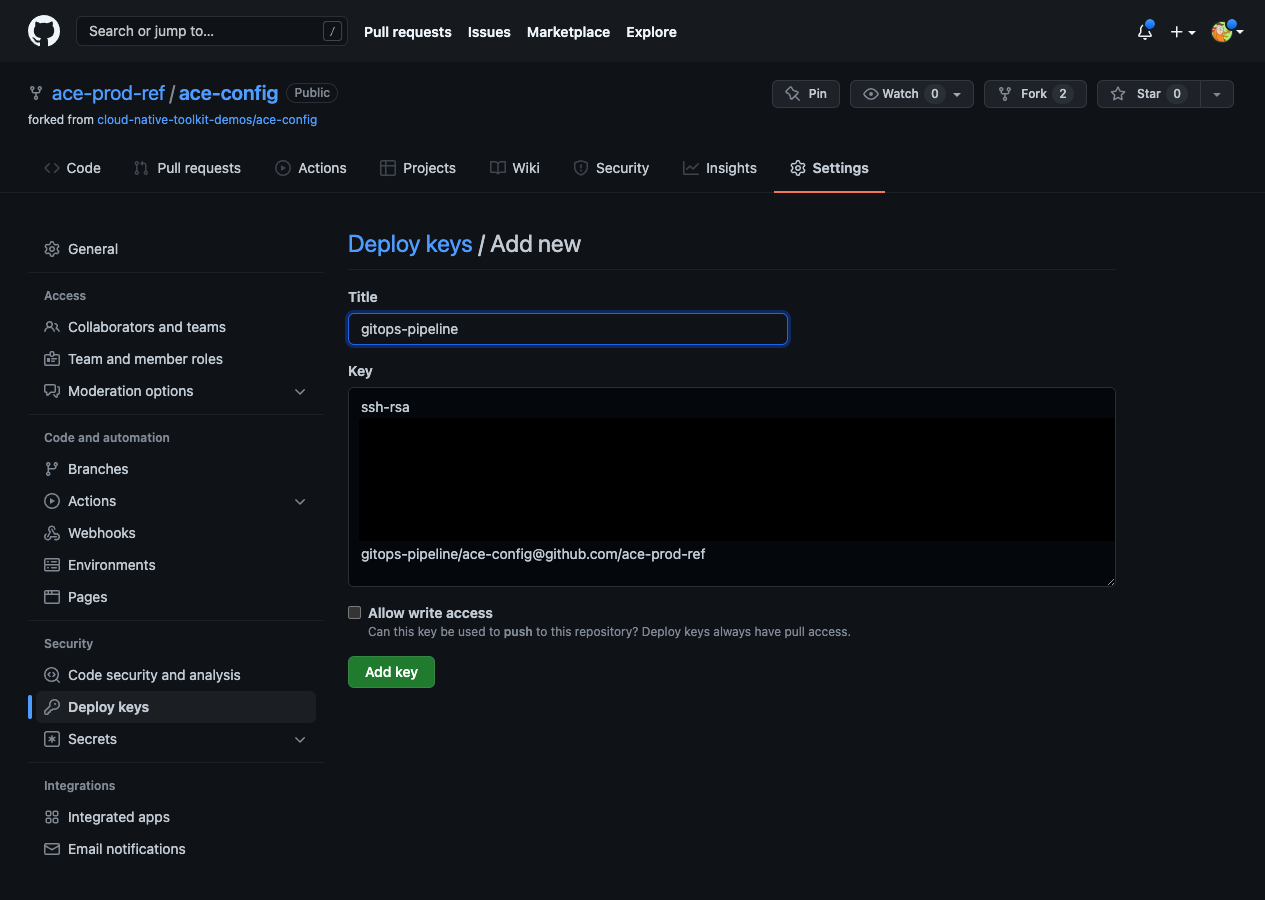 Search or jump to... /
Pull requests Issues Marketplace Explore
ace-prod-ref / ace-config Public
Pin Watch 0 Fork 2 Star 0
forked from cloud-native-toolkit-demos/ace-config
Code Pull requests Actions Projects Wiki Security Insights Settings
General
Access
Collaborators and teams
Team and member roles
Moderation options
Code and automation
Branches
Actions
Webhooks
Environments
Pages
Security
Code security and analysis
Deploy keys
Secrets
Integrations
Integrated apps
Email notifications
Deploy keys / Add new
Title
gitops-pipeline
Key
ssh-rsa
gitops-pipeline/ace-config@github.com/ace-prod-ref
Allow write access
Can this key be used to push to this repository? Deploy keys always have pull access.
Add key